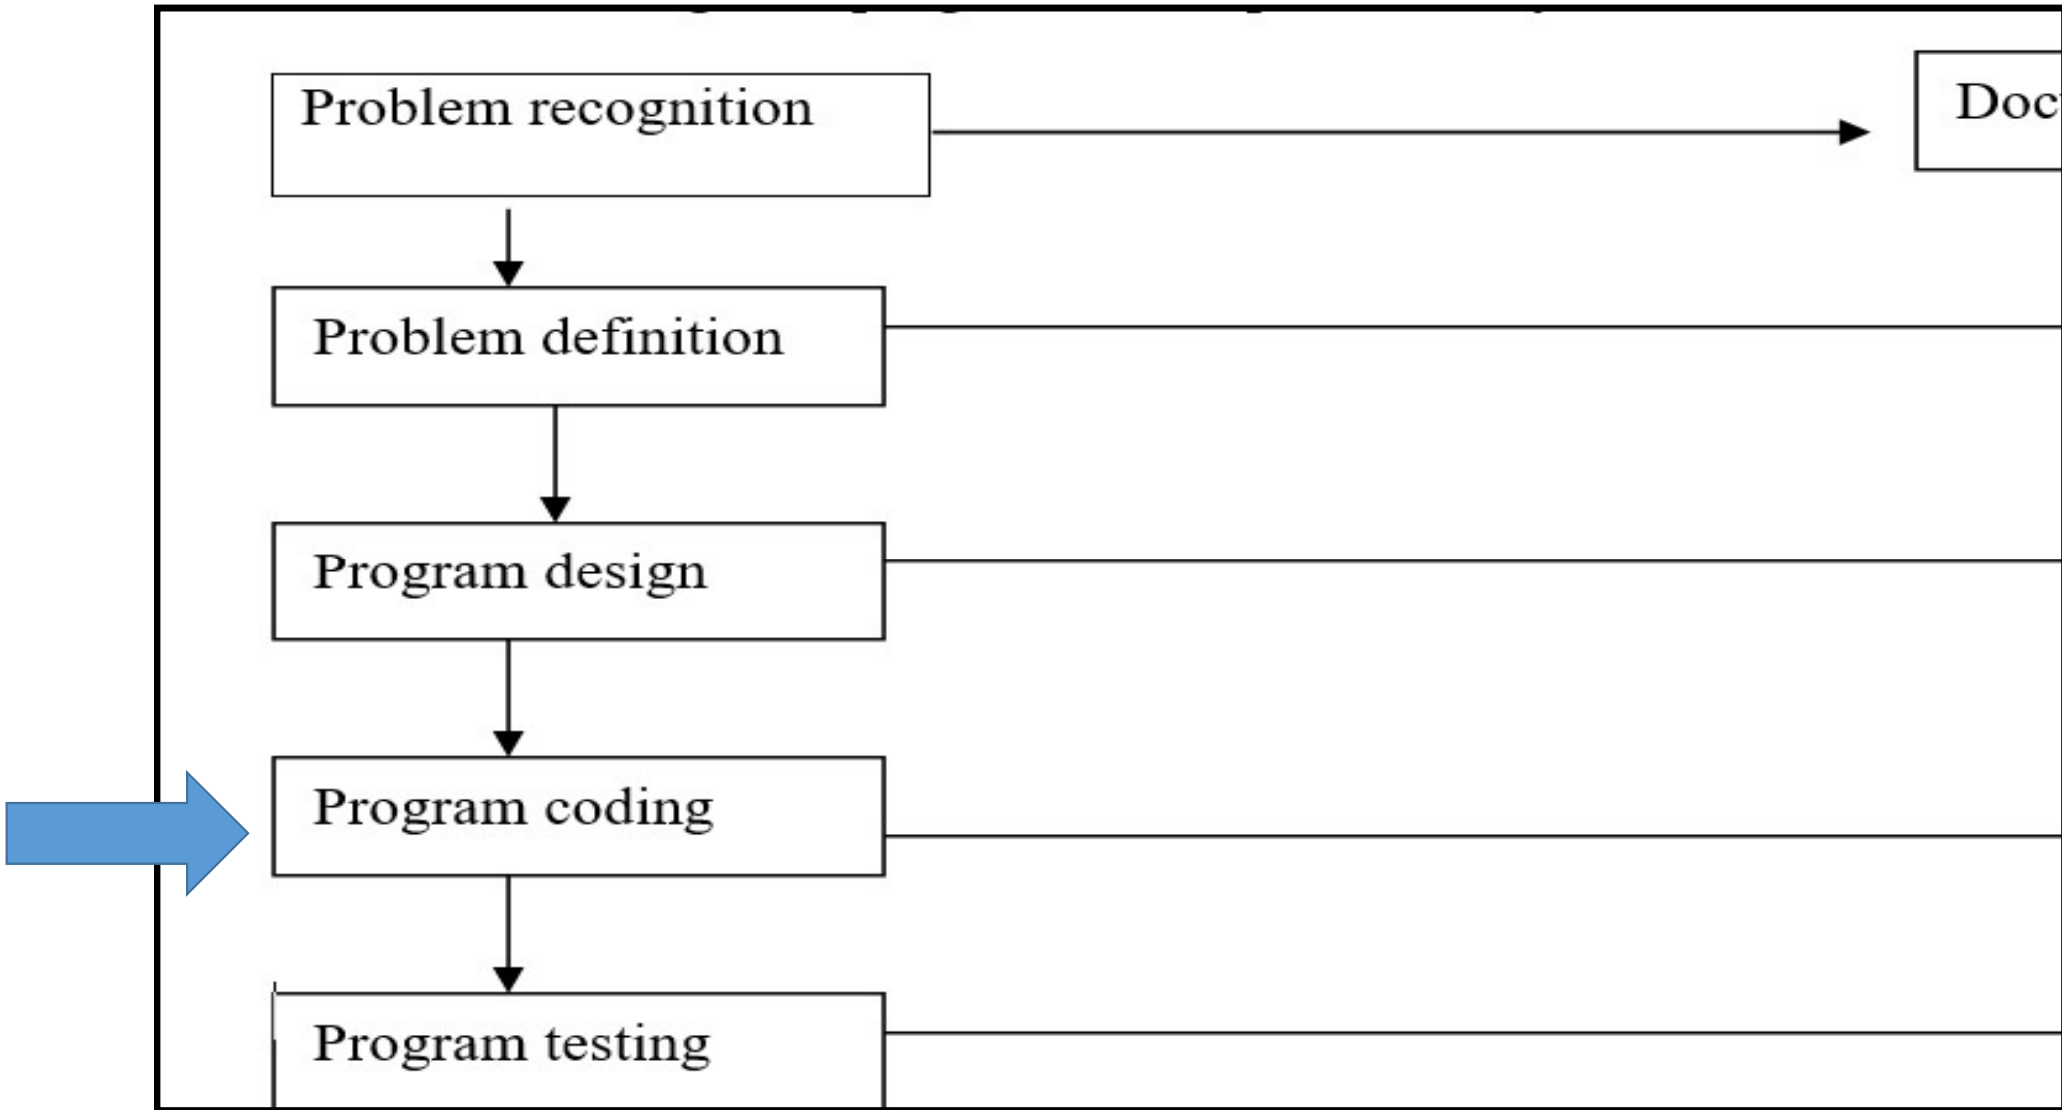 Problem recognition
Problem definition
Program design
Program coding
Program testing